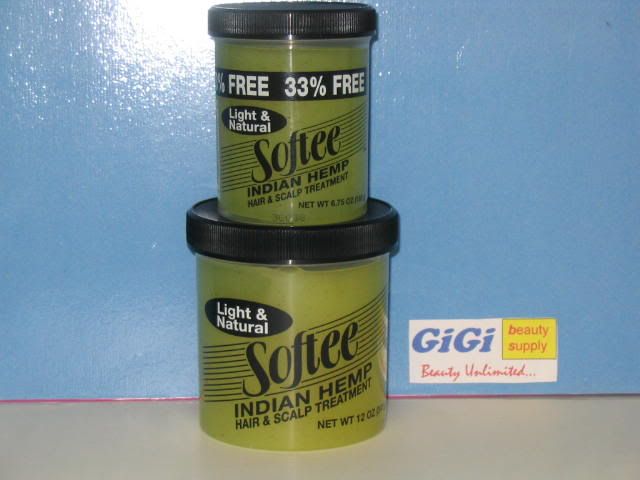 % FREE 33% FREE
Light &
Natural
Softee
INDIAN HEMP
HAIR & SCALP TREATMENT
NET WT 6.75 OZ
Light &
Natural
Softee
INDIAN HEMP
HAIR & SCALP TREATMENT
NET WT 12 OZ
GiGi beauty
supply
Beauty Unlimited...